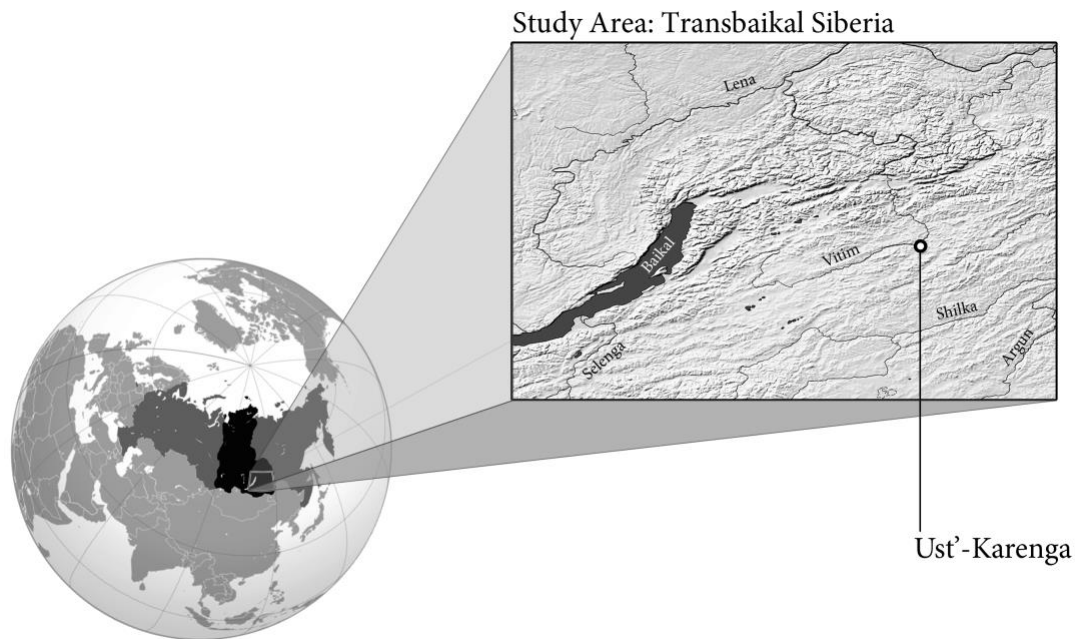 Study Area: Transbaikal Siberia
Lena
Baikal
Vitim
Shilka
Selenga
Argun
Ust’-Karenga